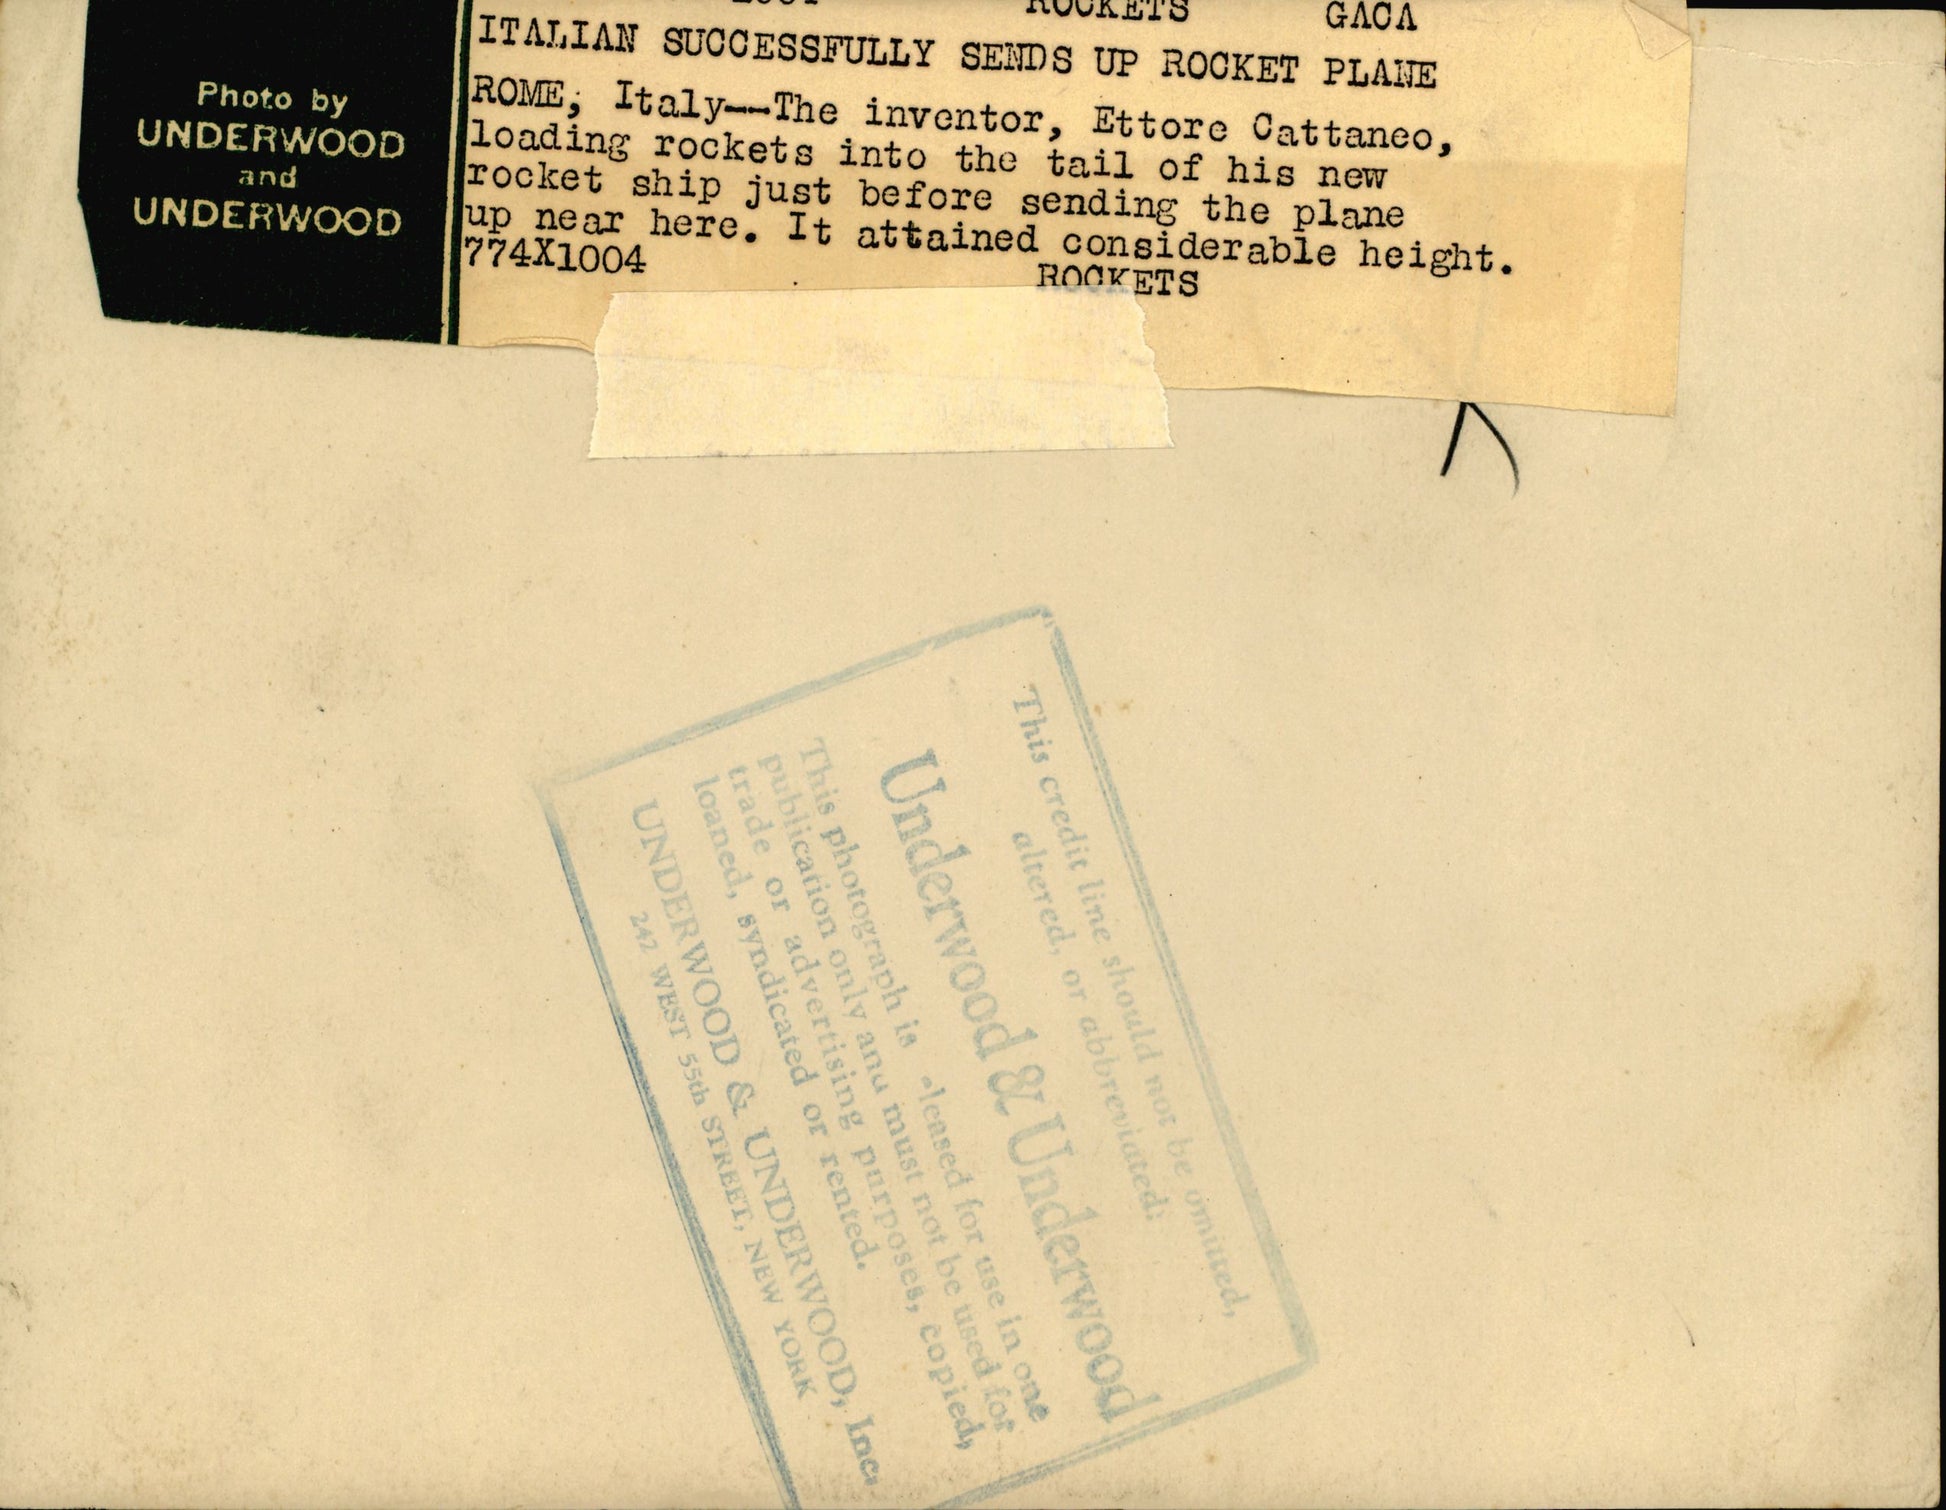 Photo by
UNDERWOOD
and
UNDERWOOD
ROCKETS GACA
ITALIAN SUCCESSFULLY SENDS UP ROCKET PLANE
ROME, Italy--The inventor, Ettore Cattaneo,
loading rockets into the tail of his new
rocket ship just before sending the plane
up near here. It attained considerable height.
774X1004
ROCKETS
This credit line should not be omitted,
altered, or abbreviated:
Underwood & Underwood
This photograph is eleased for use in one
publication only and must not be used for
trade or advertising purposes, copied,
loaned, syndicated or rented.
UNDERWOOD & UNDERWOOD, Inc.
242 WEST 55th STREET, NEW YORK